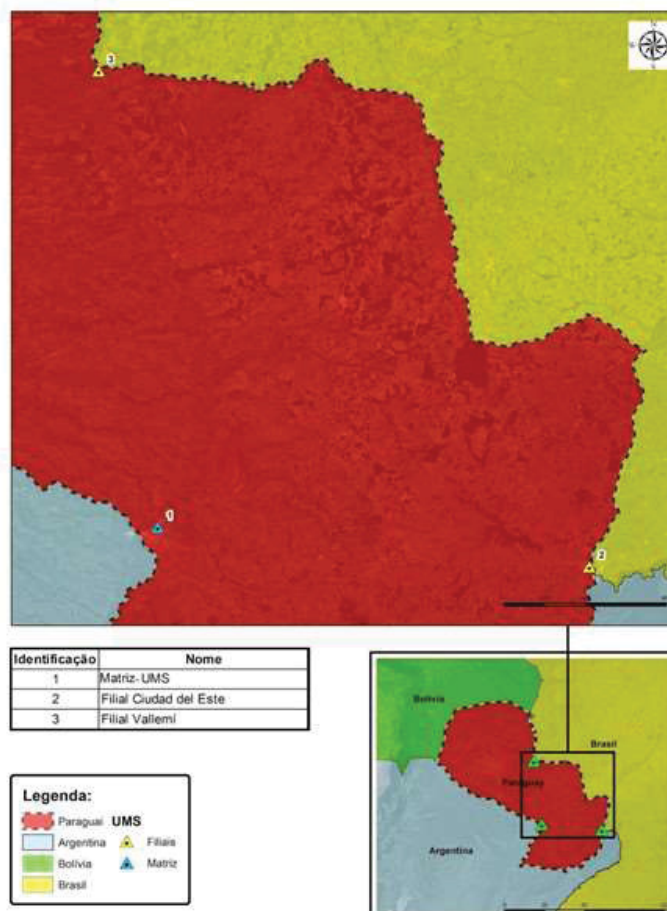 3
1
2
Identificação Nome
1 Matriz-UMS
2 Filial Ciudad del Este
3 Filial Vallemí
Legenda:
Paraguai UMS
Argentina Filiais
Bolívia Matriz
Brasil
Bolívia
Brasil
Paraguay
Argentina